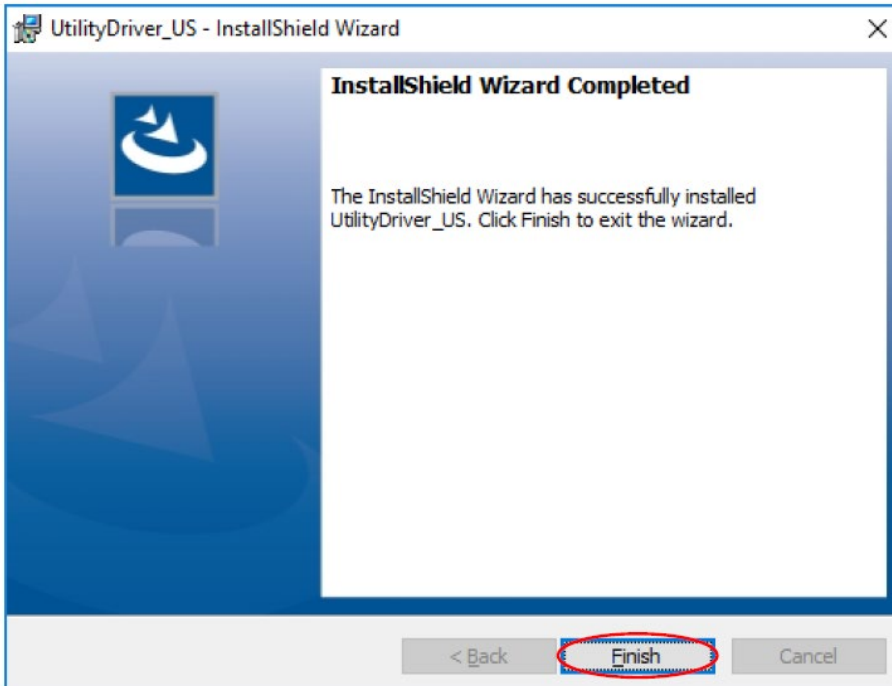 UtilityDriver_US - InstallShield Wizard
InstallShield Wizard Completed
The InstallShield Wizard has successfully installed
UtilityDriver_US. Click Finish to exit the wizard.
< Back
Finish
Cancel